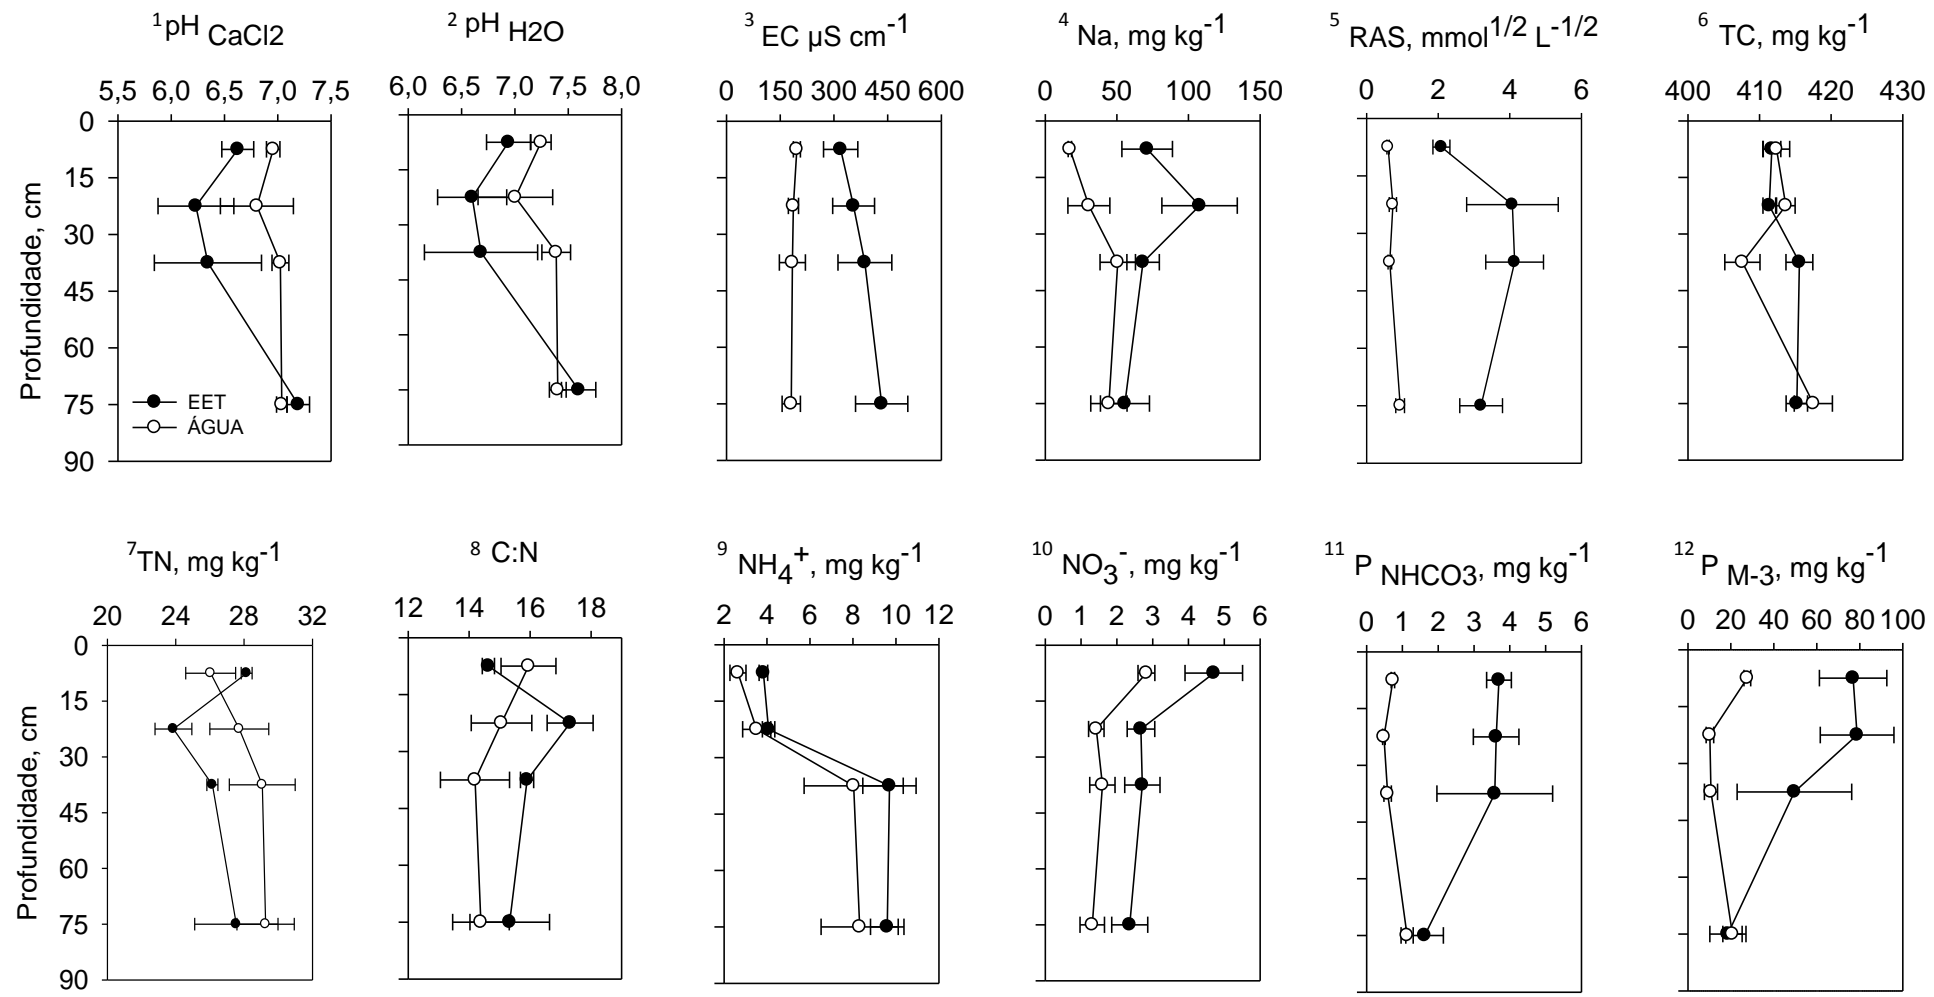 1pH CaCl2
2 pH H2O
3 EC µS cm-1
4 Na, mg kg-1
5 RAS, mmol1/2 L-1/2
6 TC, mg kg-1
5,5 6,0 6,5 7,0 7,5
6,0 6,5 7,0 7,5 8,0
0 150 300 450 600
0 50 100 150
0 2 4 6
400 410 420 430
0
15
30
45
60
75
90
Profundidade, cm
EET
ÁGUA
7TN, mg kg-1
8 C:N
9 NH4+, mg kg-1
10 NO3-, mg kg-1
11 P NHCO3, mg kg-1
12 P M-3, mg kg-1
20 24 28 32
12 14 16 18
2 4 6 8 10 12
0 1 2 3 4 5 6
0 1 2 3 4 5 6
0 20 40 60 80 100
0
15
30
45
60
75
90
Profundidade, cm